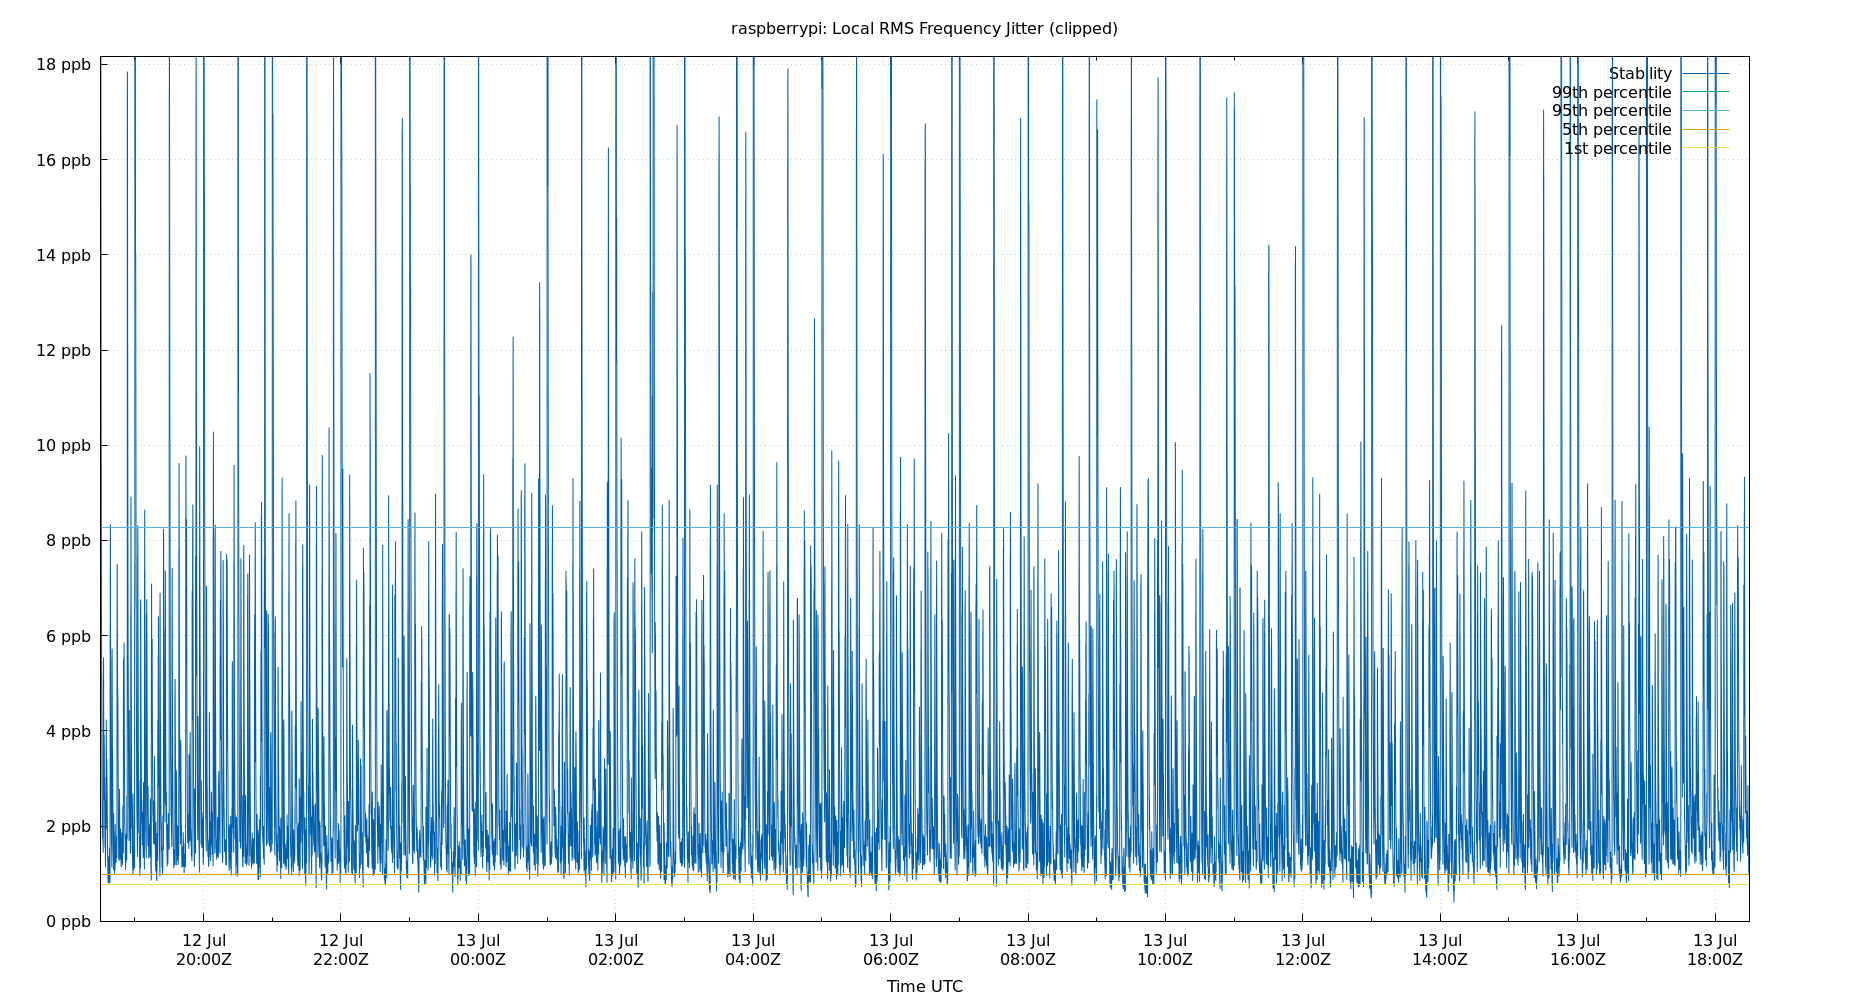 raspberrypi: Local RMS Frequency Jitter (clipped)
18 ppb
16 ppb
14 ppb
12 ppb
10 ppb
8 ppb
6 ppb
4 ppb
2 ppb
0 ppb
Stability
99th percentile
95th percentile
5th percentile
1st percentile
12 Jul
20:00Z
12 Jul
22:00Z
13 Jul
00:00Z
13 Jul
02:00Z
13 Jul
04:00Z
13 Jul
06:00Z
13 Jul
08:00Z
13 Jul
10:00Z
13 Jul
12:00Z
13 Jul
14:00Z
13 Jul
16:00Z
13 Jul
18:00Z
Time UTC